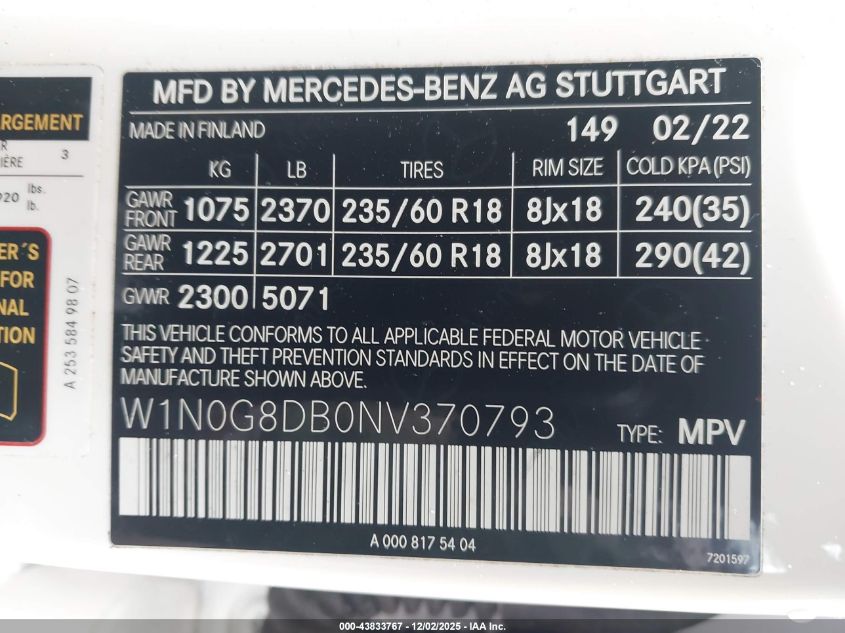 ARGEMENT
3
920 lbs.
lb.
ER´S
FOR
NAL
TION
A 253 584 98 07
MFD BY MERCEDES-BENZ AG STUTTGART
MADE IN FINLAND 149 02/22
KG LB TIRES RIM SIZE COLD KPA(PSI)
GAWR FRONT 1075 2370 235/60 R18 8Jx18 240(35)
GAWR REAR 1225 2701 235/60 R18 8Jx18 290(42)
GVWR 2300 5071
THIS VEHICLE CONFORMS TO ALL APPLICABLE FEDERAL MOTOR VEHICLE
SAFETY AND THEFT PREVENTION STANDARDS IN EFFECT ON THE DATE OF
MANUFACTURE SHOWN ABOVE.
W1N0G8DB0NV370793 TYPE: MPV
A 000 817 54 04
7201597
000-43833767 • 12/02/2025 • IAA Inc.